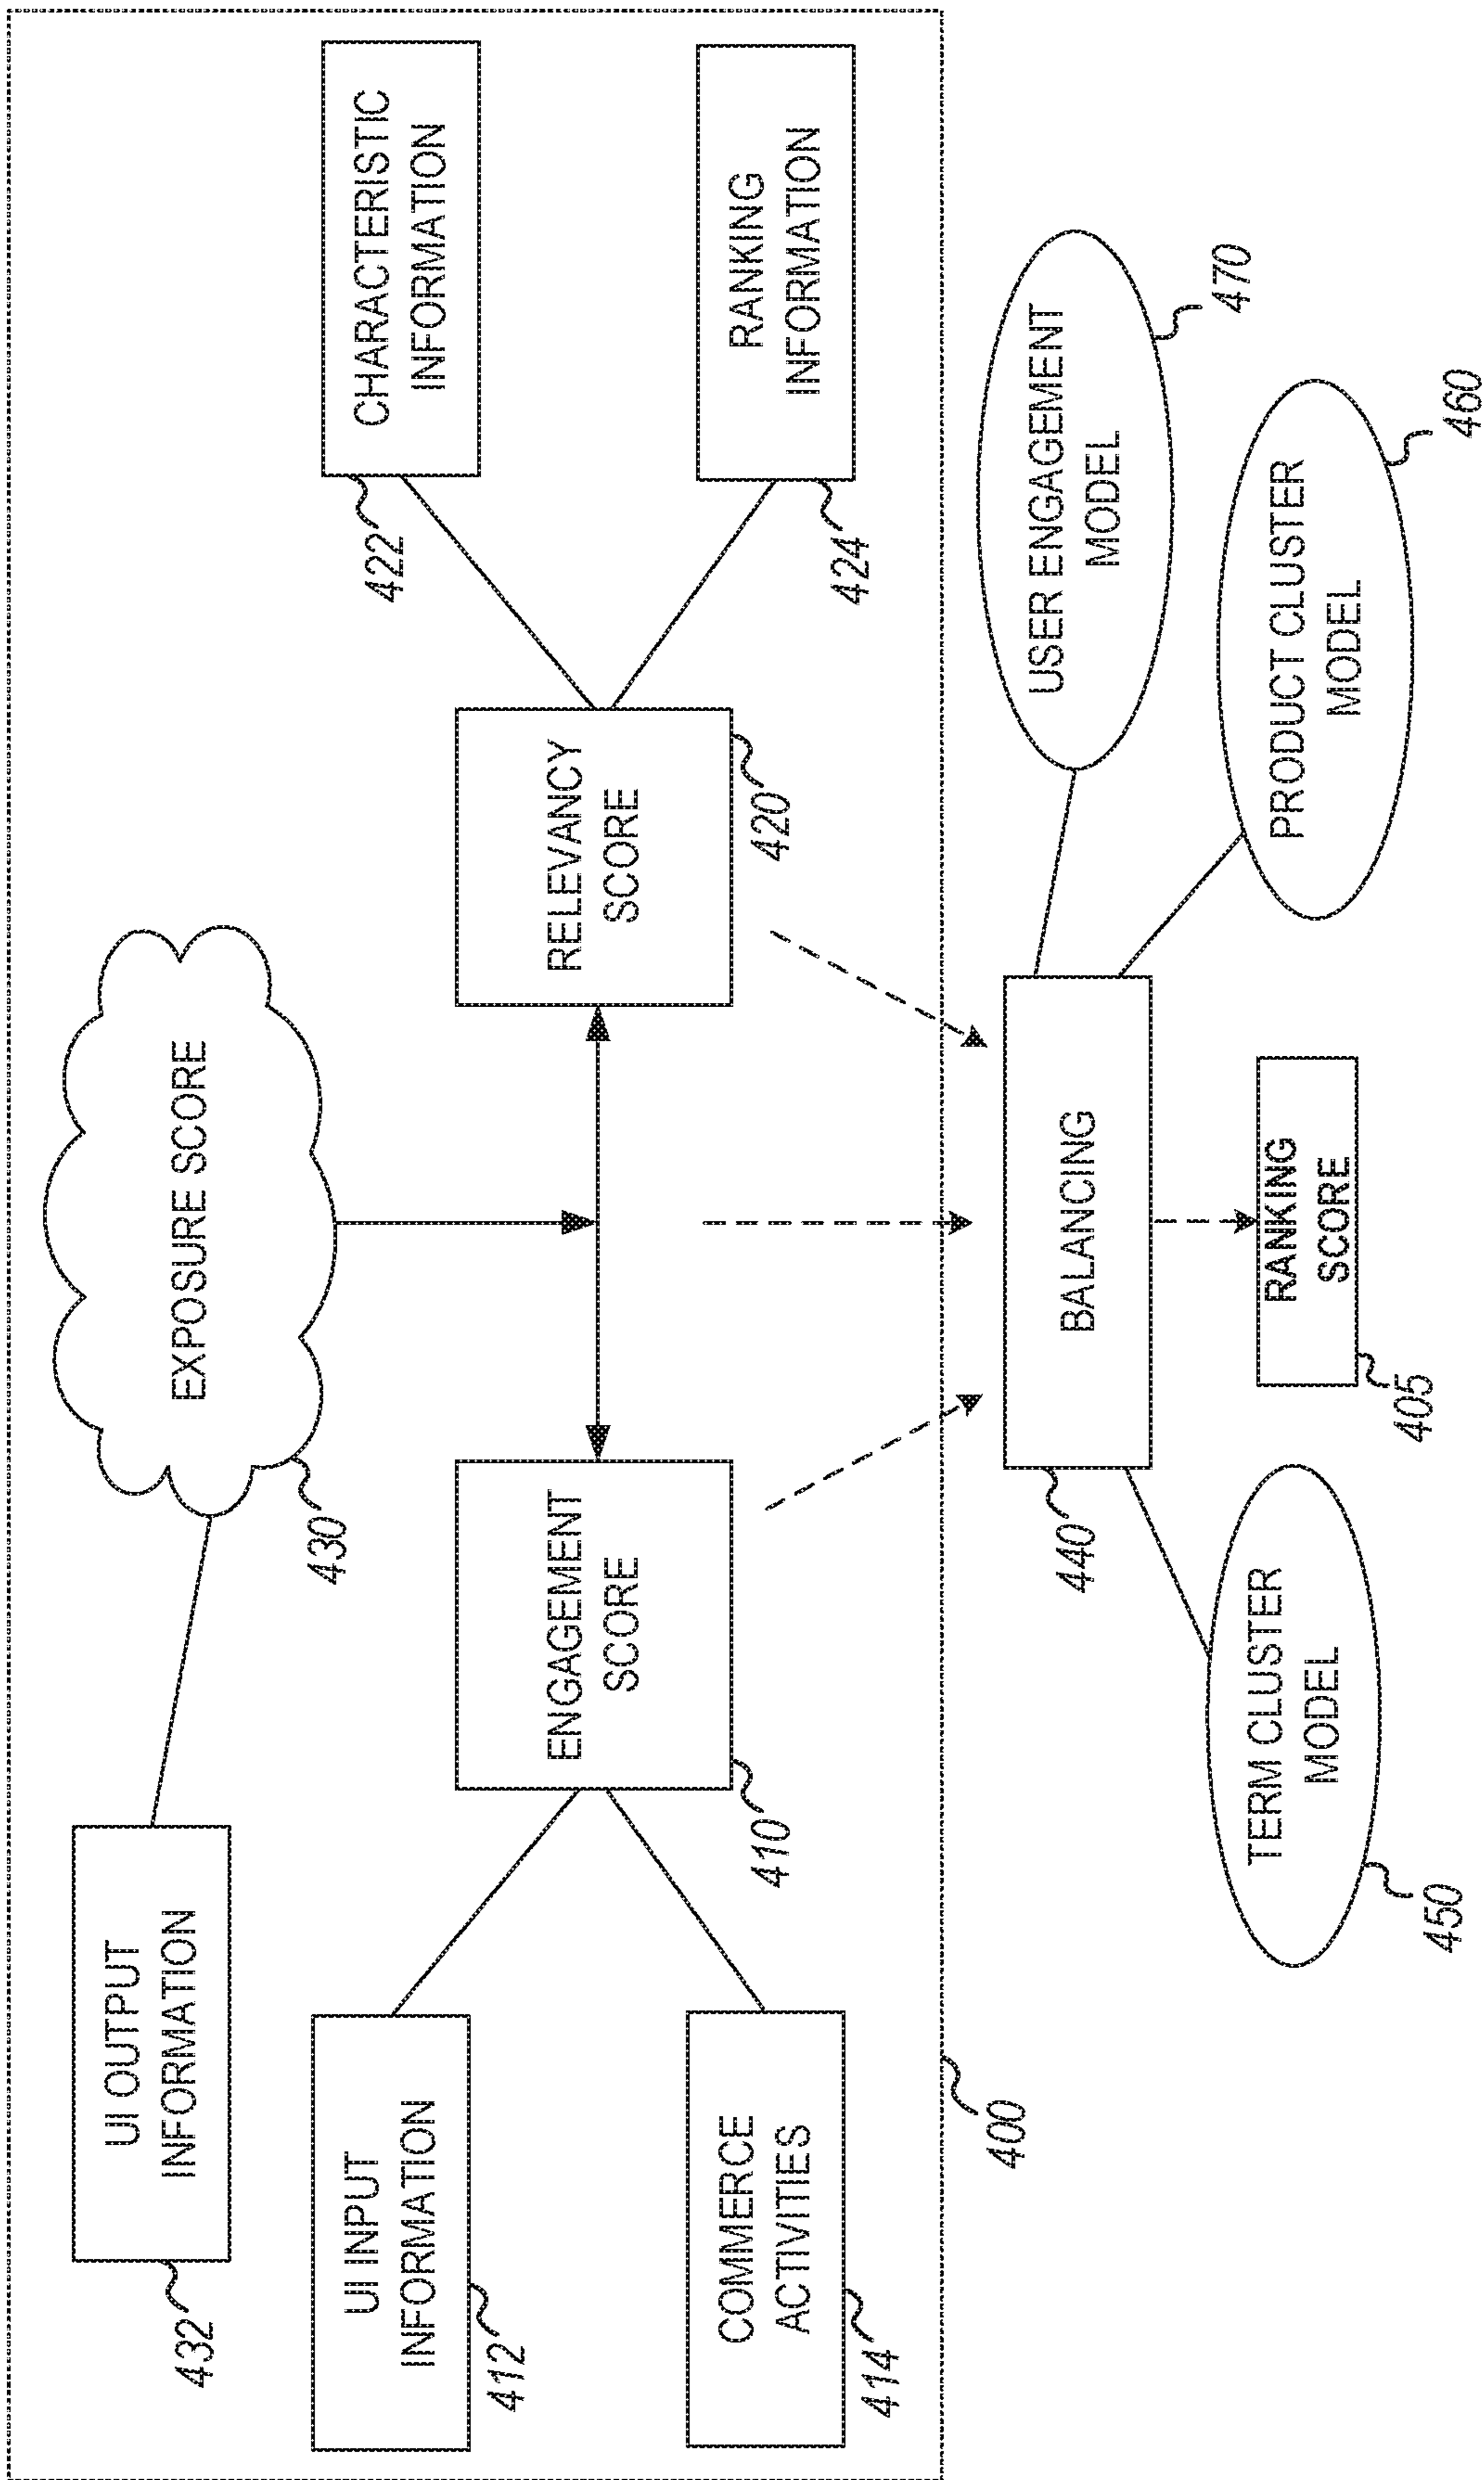 UI OUTPUT
INFORMATION
432
EXPOSURE SCORE
430
UI INPUT
INFORMATION
412
COMMERCE
ACTIVITIES
414
ENGAGEMENT
SCORE
410
RELEVANCY
SCORE
420
CHARACTERISTIC
INFORMATION
422
RANKING
INFORMATION
424
400
TERM CLUSTER
MODEL
450
BALANCING
440
RANKING
SCORE
405
USER ENGAGEMENT
MODEL
470
PRODUCT CLUSTER
MODEL
460